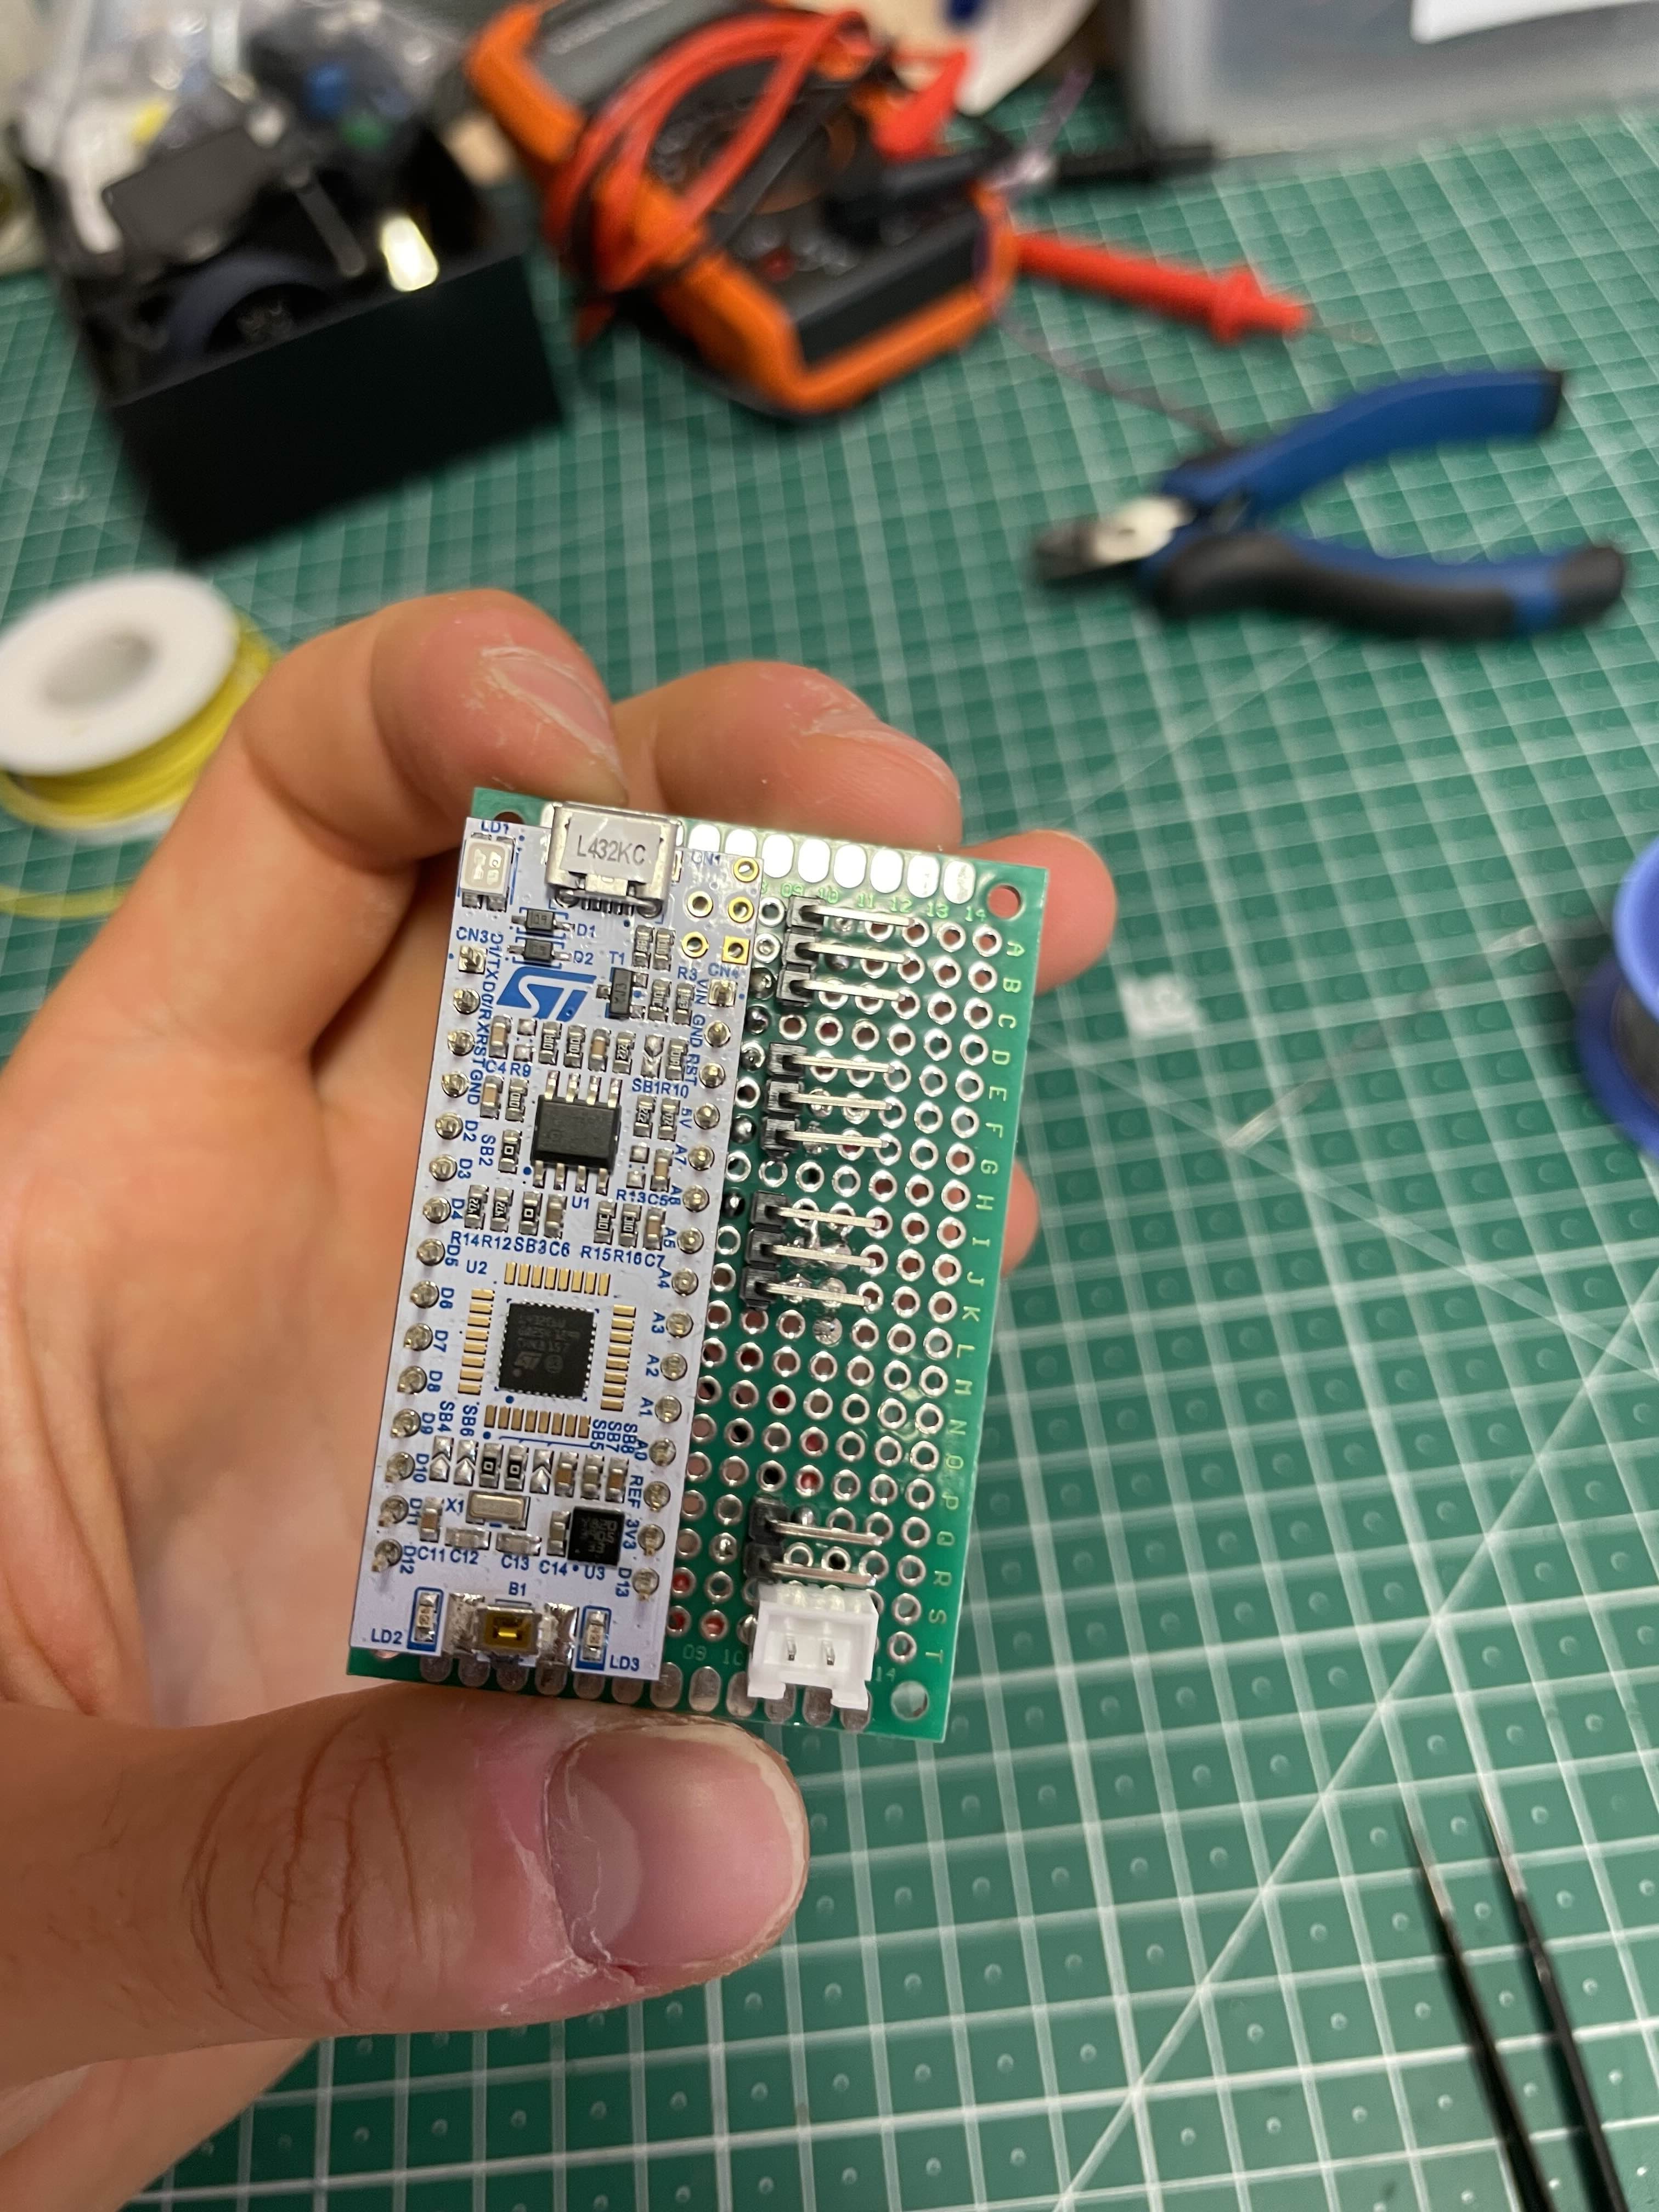 LD1
L432KC
CN1
09 10 11 12 13 14
D1
CN3
D2
T1
ST
R3
CN4
D1/TX
D0/RX
RST
GND
D2
D3
D4
D5
D6
D7
D8
D9
D10
D11
D12
VIN
GND
RST
5V
A7
A6
A5
A4
A3
A2
A1
A0
REF
3V3
D13
C4 R9
SB1 R10
SB2
U1
R13 C5
R14 R12 SB3 C6
R15 R16 C7
U2
SB4
SB6
SB5
SB7
SB8
X1
C11 C12
C13
C14
U3
B1
LD2
LD3
A
B
C
D
E
F
G
H
I
J
K
L
M
N
O
P
Q
R
S
T
09 10
14